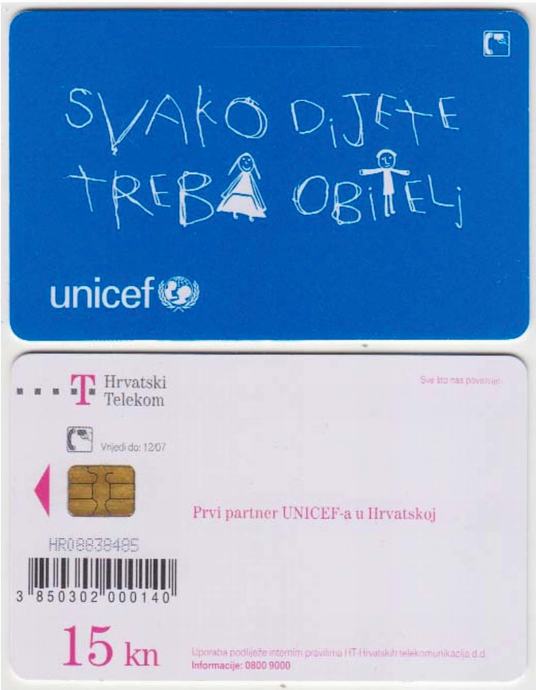 SVAKO DIJETE
TREBA OBITELJ
unicef
T Hrvatski
Telekom
Sve što nas povezuje
Vrijedi do: 12/07
Prvi partner UNICEF-a u Hrvatskoj
HR08838485
3 850302 000140
15 kn
Uporaba podliježe internim pravilima HT-Hrvatskih telekomunikacija d.d.
Informacije: 0800 9000